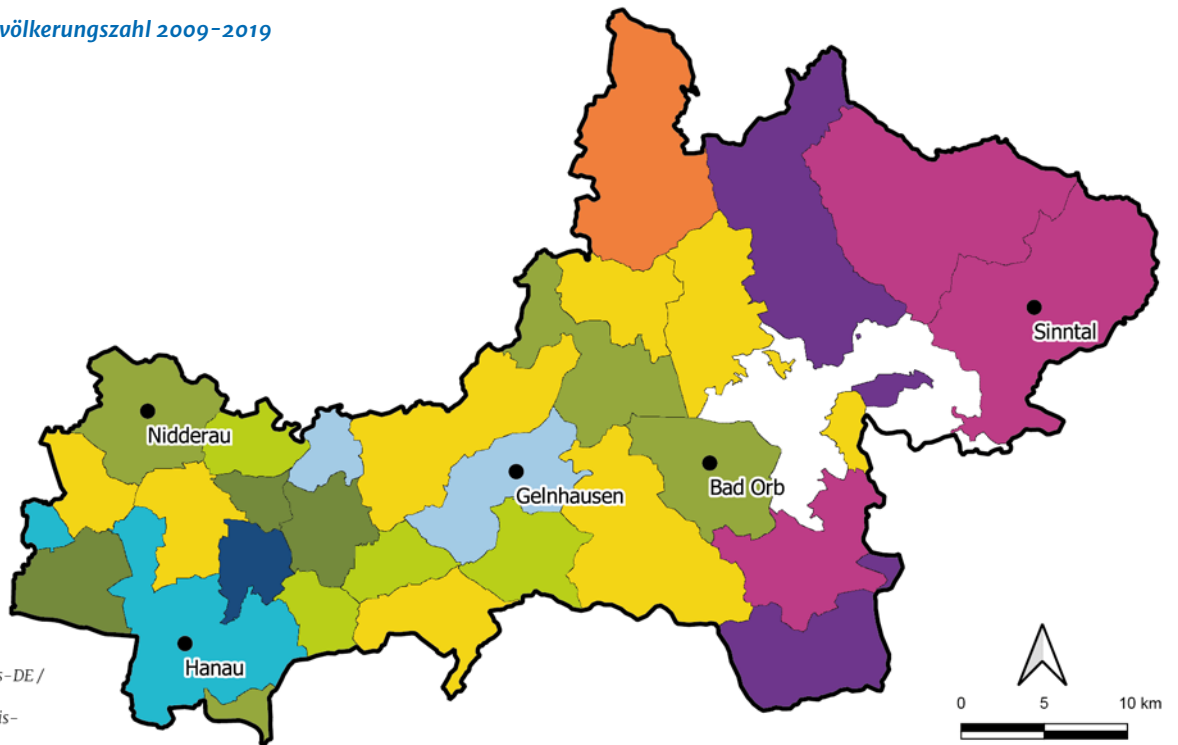 völkerungszahl 2009-2019
Sinntal
Nidderau
Gelnhausen
Bad Orb
Hanau
s-DE /
is-
0 5 10 km